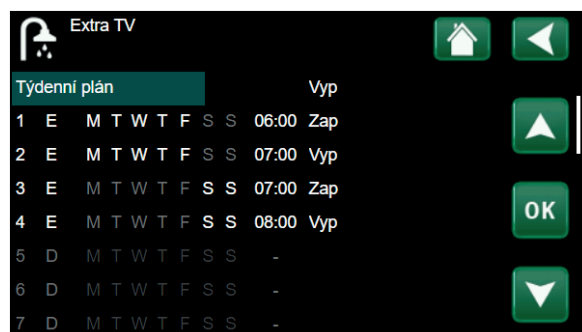 Extra TV
Týdenní plán Vyp
1 E M T W T F S S 06:00 Zap
2 E M T W T F S S 07:00 Vyp
3 E M T W T F S S 07:00 Zap
4 E M T W T F S S 08:00 Vyp
5 D M T W T F S S -
6 D M T W T F S S -
7 D M T W T F S S -
OK